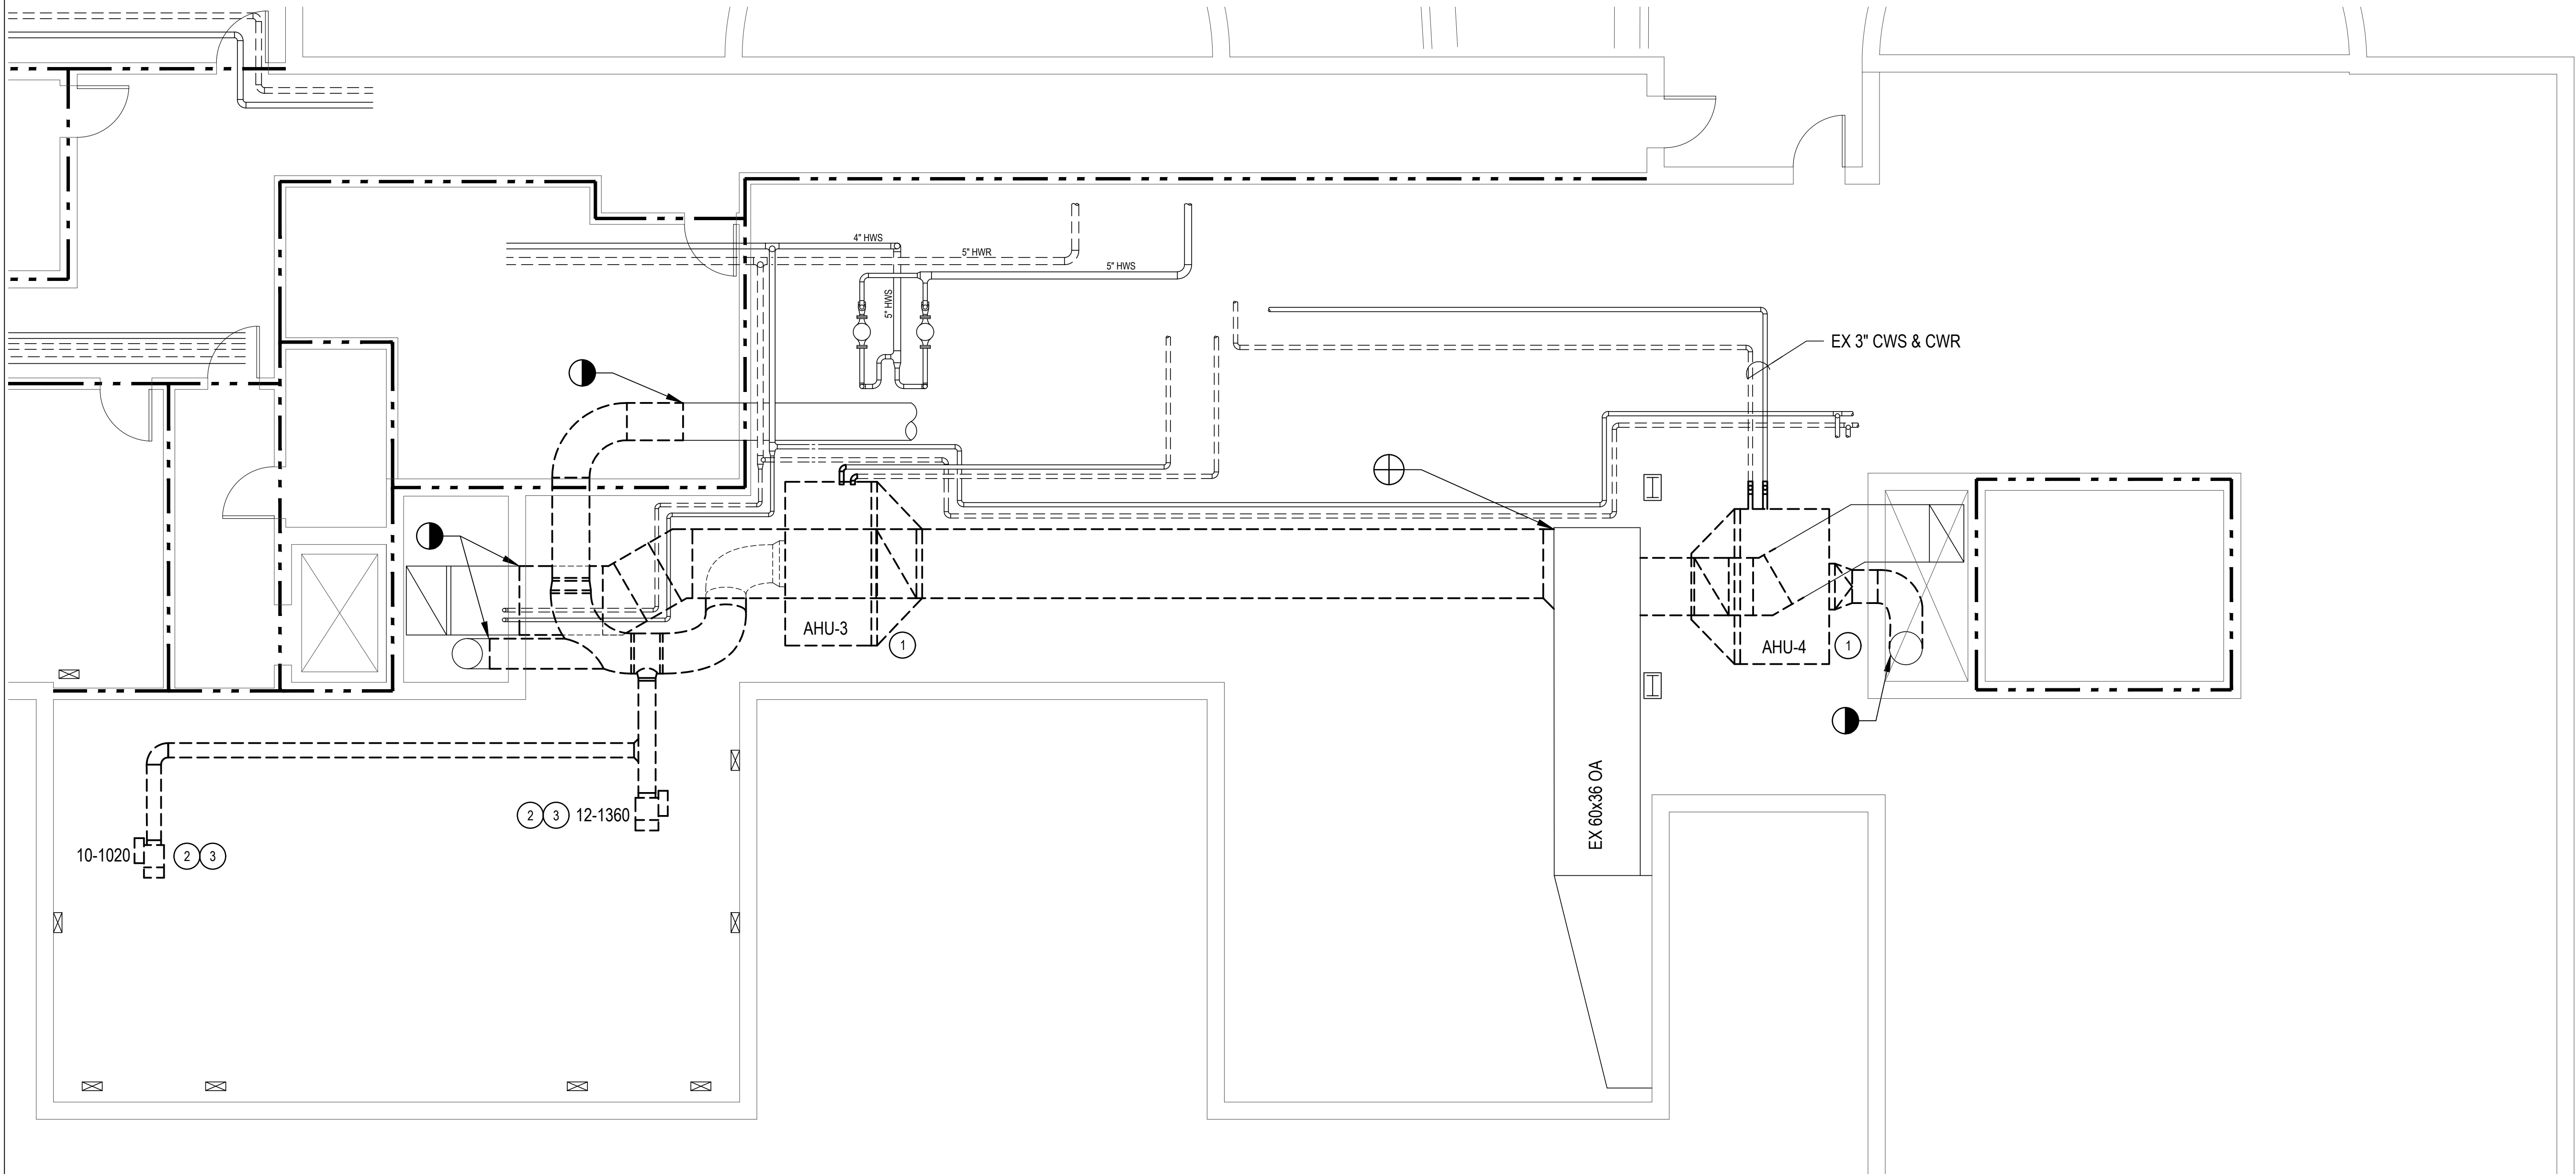 4" HWS
5" HWR
5" HWS
5" HWS
EX 3" CWS & CWR
AHU-3
1
AHU-4
1
EX 60x36 OA
2 3 12-1360
10-1020 2 3